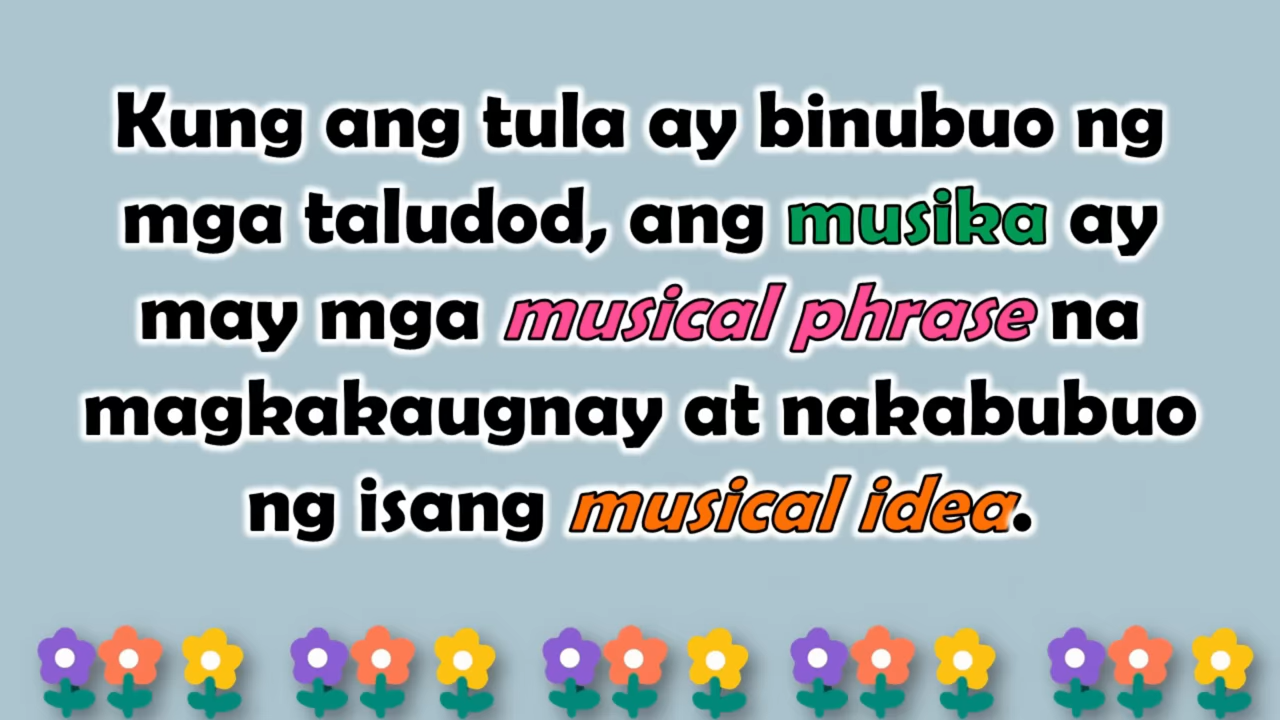 Kung ang tula ay binubuo ng
mga taludod, ang musika ay
may mga musical phrase na
magkakaugnay at nakabubuo
ng isang musical idea.